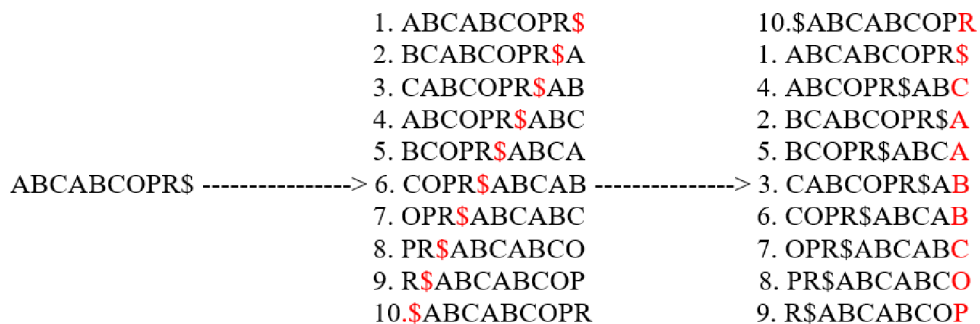 1. ABCABCOPR$
2. BCABCOPR$A
3. CABCOPR$AB
4. ABCOPR$ABC
5. BCOPR$ABCA
ABCABCOPR$ ----------------> 6. COPR$ABCAB ---------------> 3. CABCOPR$AB
7. OPR$ABCABC
8. PR$ABCABCO
9. R$ABCABCOP
10.$ABCABCOPR
10.$ABCABCOPR
1. ABCABCOPR$
4. ABCOPR$ABC
2. BCABCOPR$A
5. BCOPR$ABCA
6. COPR$ABCAB
7. OPR$ABCABC
8. PR$ABCABCO
9. R$ABCABCOP